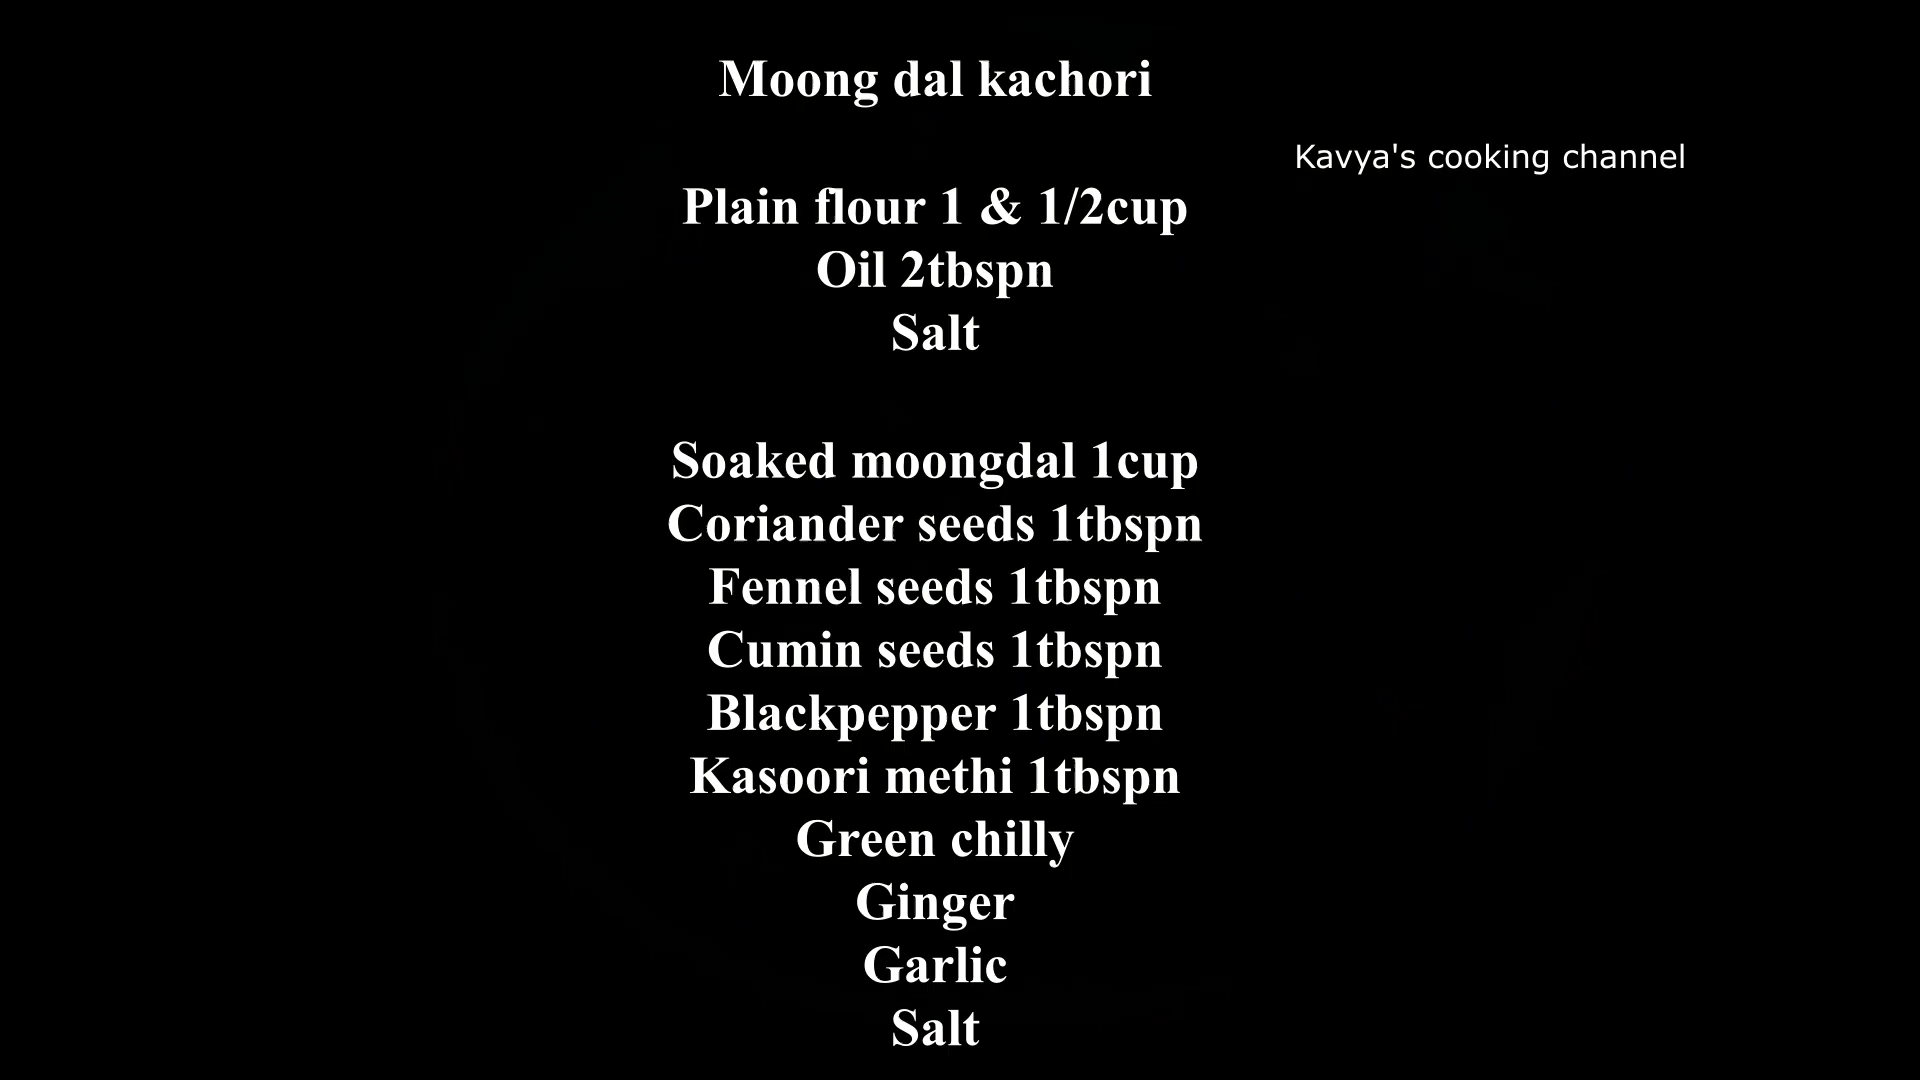 Moong dal kachori
Kavya's cooking channel
Plain flour 1 & 1/2cup
Oil 2tbspn
Salt
Soaked moongdal 1cup
Coriander seeds 1tbspn
Fennel seeds 1tbspn
Cumin seeds 1tbspn
Blackpepper 1tbspn
Kasoori methi 1tbspn
Green chilly
Ginger
Garlic
Salt